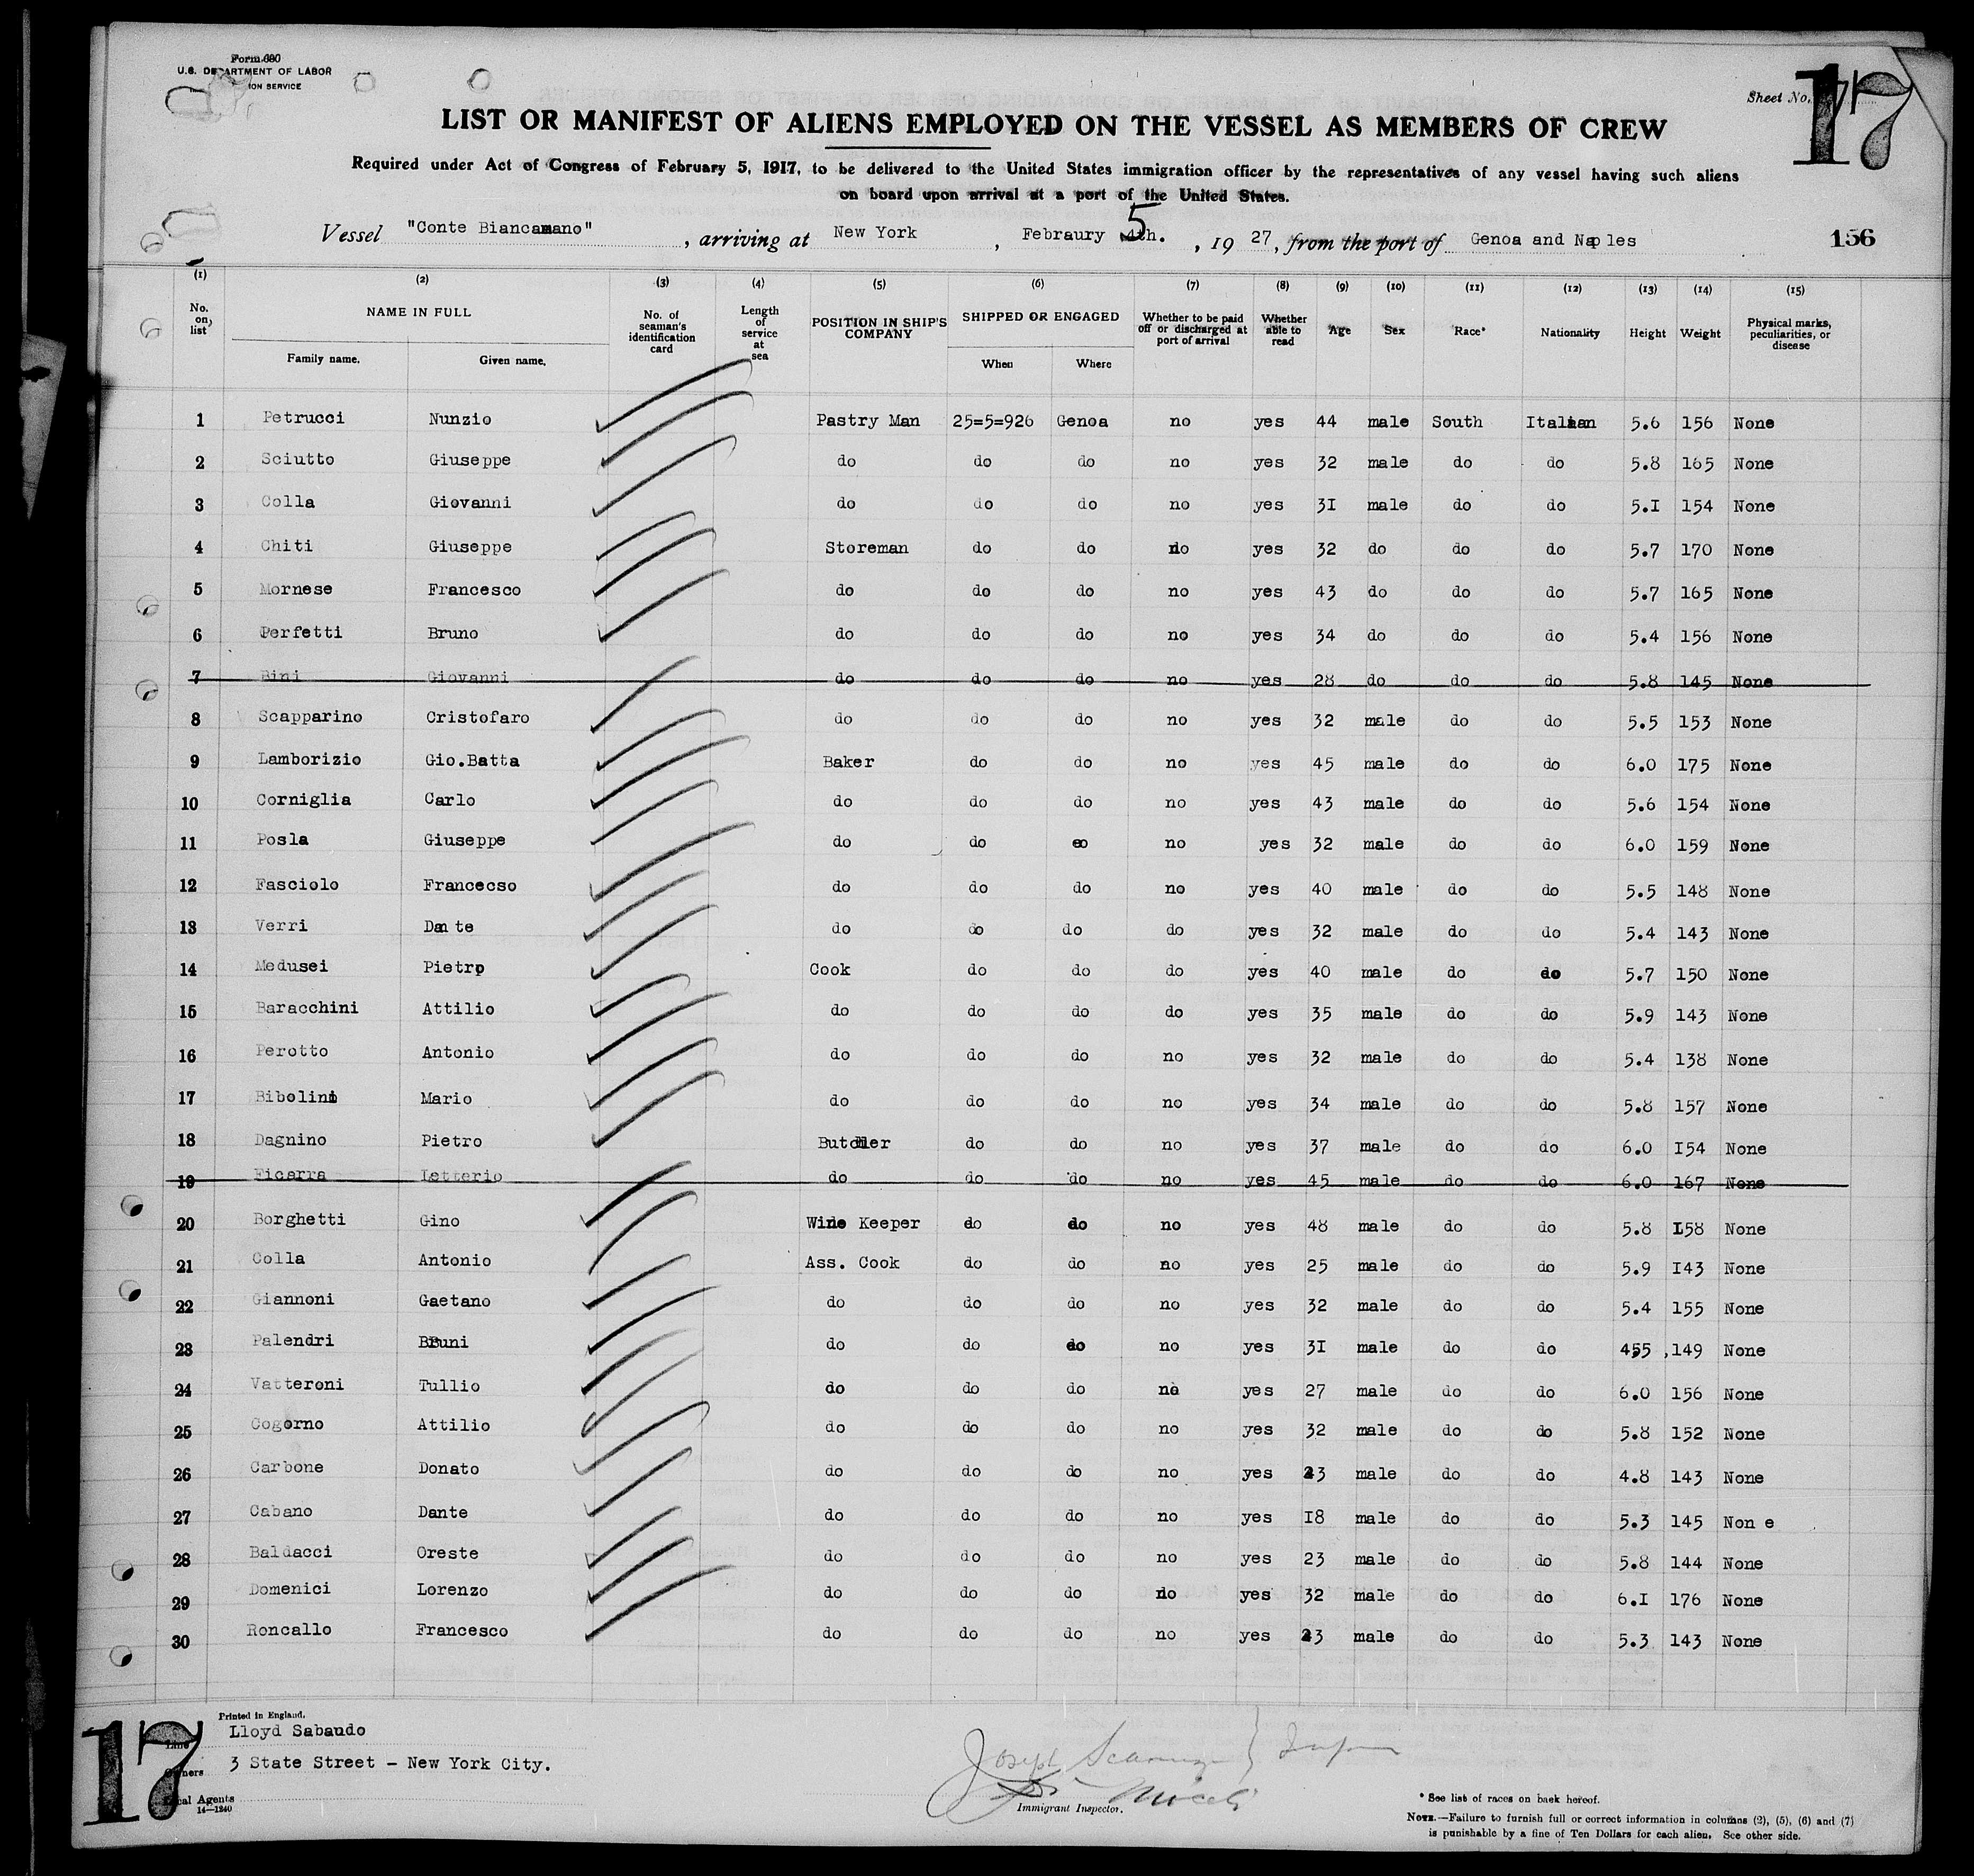 Form 680
U.S. DEPARTMENT OF LABOR
ION SERVICE
Sheet No. 17
LIST OR MANIFEST OF ALIENS EMPLOYED ON THE VESSEL AS MEMBERS OF CREW
Required under Act of Congress of February 5, 1917, to be delivered to the United States immigration officer by the representatives of any vessel having such aliens
on board upon arrival at a port of the United States.
Vessel "Conte Biancamano", arriving at New York, Febraury 4th. 5, 1927, from the port of Genoa and Naples 156
(1) (2) (3) (4) (5) (6) (7) (8) (9) (10) (11) (12) (13) (14) (15)
No. on list NAME IN FULL Family name. Given name. No. of seaman's identification card Length of service at sea POSITION IN SHIP'S COMPANY SHIPPED OR ENGAGED When Where Whether to be paid off or discharged at port of arrival Whether able to read Age Sex Race* Nationality Height Weight Physical marks, peculiarities, or disease
1 Petrucci Nunzio Pastry Man 25=5=926 Genoa no yes 44 male South Italian 5.6 156 None
2 Sciutto Giuseppe do do do no yes 32 male do do 5.8 165 None
3 Colla Giovanni do do do no yes 3I male do do 5.I 154 None
4 Chiti Giuseppe Storeman do do no yes 32 do do do 5.7 170 None
5 Mornese Francesco do do do no yes 43 do do do 5.7 165 None
6 Perfetti Bruno do do do no yes 34 do do do 5.4 156 None
7 Bini Giovanni do do do no yes 28 do do do 5.8 145 None
8 Scapparino Cristofaro do do do no yes 32 male do do 5.5 153 None
9 Lamborizio Gio.Batta Baker do do no yes 45 male do do 6.0 175 None
10 Corniglia Carlo do do do no yes 43 male do do 5.6 154 None
11 Posla Giuseppe do do eo no yes 32 male do do 6.0 159 None
12 Fasciolo Francecso do do do no yes 40 male do do 5.5 148 None
13 Verri Dante do do do do yes 32 male do do 5.4 143 None
14 Medusei Pietrp Cook do do do yes 40 male do do 5.7 150 None
15 Baracchini Attilio do do do do yes 35 male do do 5.9 143 None
16 Perotto Antonio do do do no yes 32 male do do 5.4 138 None
17 Bibolini Mario do do do no yes 34 male do do 5.8 157 None
18 Dagnino Pietro Butcher do do no yes 37 male do do 6.0 I54 None
19 Ficarra Letterio do do do no yes 45 male do do 6.0 167 None
20 Borghetti Gino Wine Keeper do do no yes 48 male do do 5.8 I58 None
21 Colla Antonio Ass. Cook do do no yes 25 male do do 5.9 I43 None
22 Giannoni Gaetano do do do no yes 32 male do do 5.4 155 None
23 Palendri Bruni do do do no yes 3I male do do 455 ,149 None
24 Vatteroni Tullio do do do no yes 27 male do do 6.0 156 None
25 Cogorno Attilio do do do no yes 32 male do do 5.8 152 None
26 Carbone Donato do do do no yes 23 male do do 4.8 143 None
27 Cabano Dante do do do no yes I8 male do do 5.3 145 Non e
28 Baldacci Oreste do do do no yes 23 male do do 5.8 144 None
29 Domenici Lorenzo do do do no yes 32 male do do 6.I 176 None
30 Roncallo Francesco do do do no yes 23 male do do 5.3 143 None
17
Printed in England.
Line Lloyd Sabaudo
Owners 3 State Street - New York City.
Local Agents
14—1240
Joseph
Immigrant Inspector.
* See list of races on back hereof.
NOTE.—Failure to furnish full or correct information in columns (2), (5), (6) and (7)
is punishable by a fine of Ten Dollars for each alien. See other side.